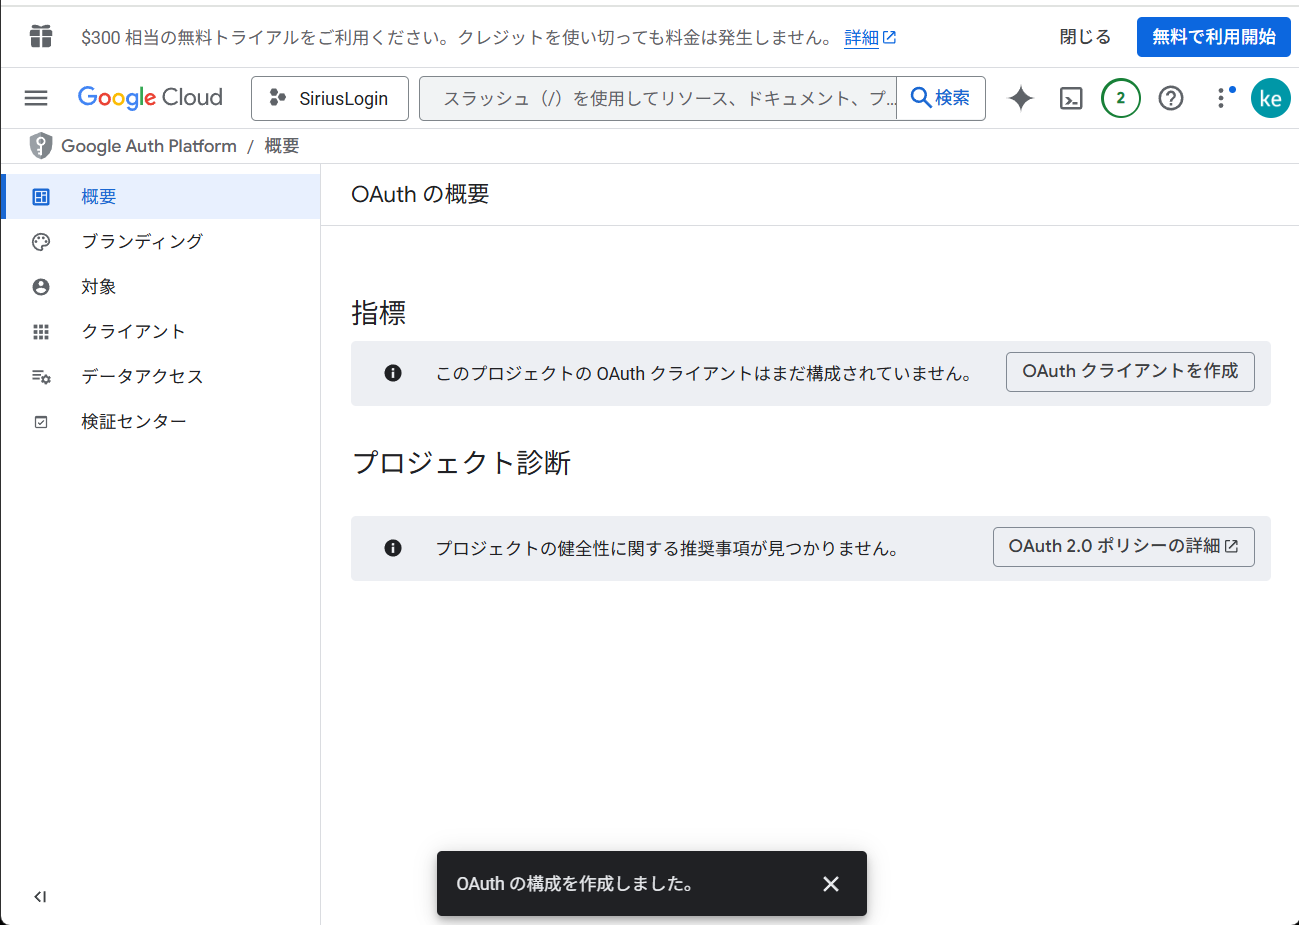 $300 相当の無料トライアルをご利用ください。クレジットを使い切っても料金は発生しません。 詳細
閉じる
無料で利用開始
Google Cloud
SiriusLogin
スラッシュ（/）を使用してリソース、ドキュメント、プ...
検索
2
ke
Google Auth Platform / 概要
概要
ブランディング
対象
クライアント
データアクセス
検証センター
OAuth の概要
指標
このプロジェクトの OAuth クライアントはまだ構成されていません。
OAuth クライアントを作成
プロジェクト診断
プロジェクトの健全性に関する推奨事項が見つかりません。
OAuth 2.0 ポリシーの詳細
OAuth の構成を作成しました。